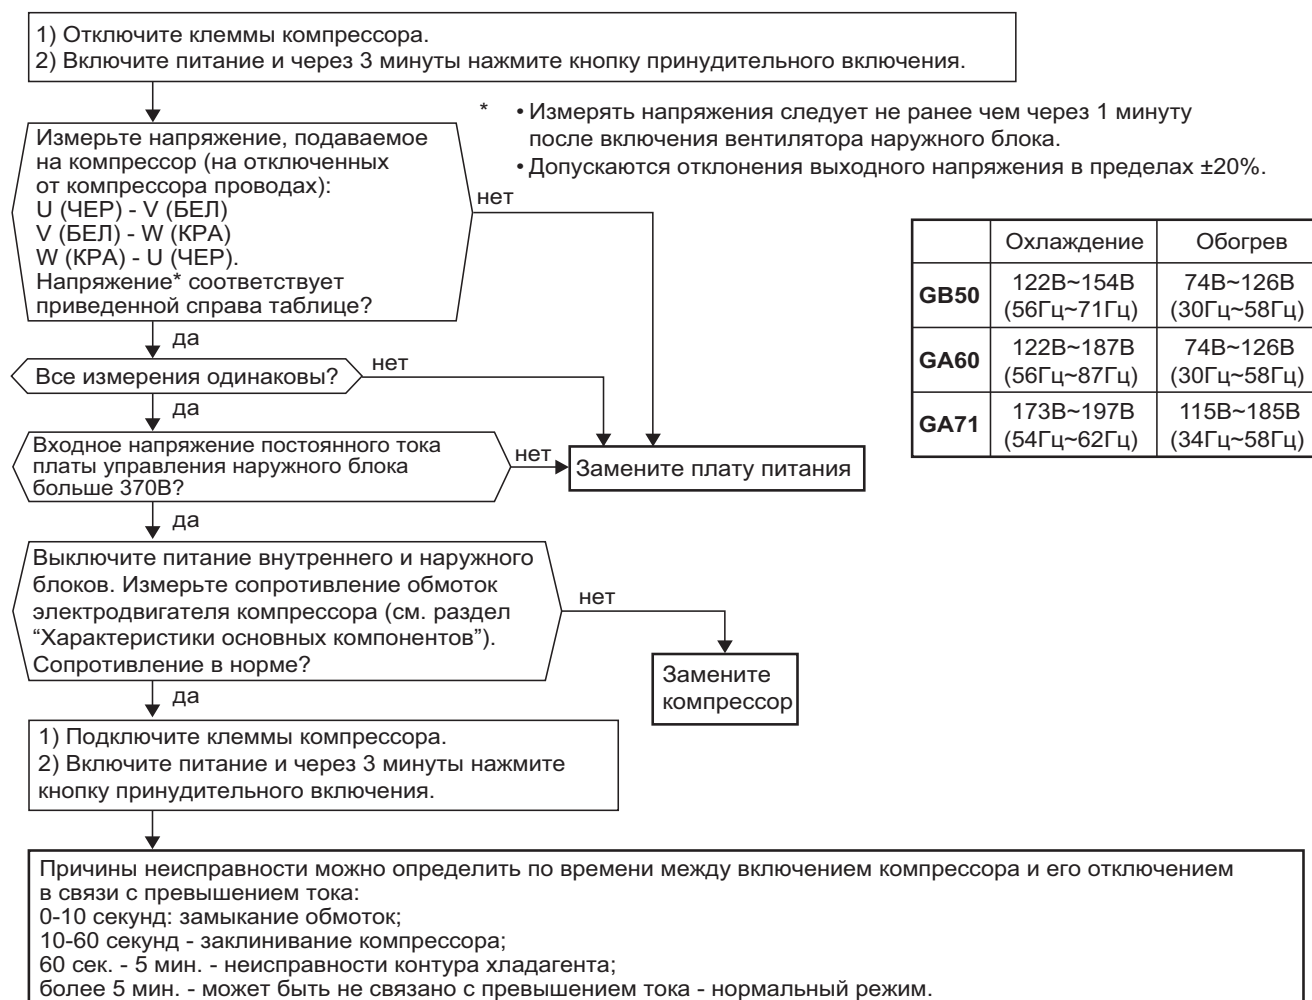 1) Отключите клеммы компрессора.
2) Включите питание и через 3 минуты нажмите кнопку принудительного включения.
* • Измерять напряжения следует не ранее чем через 1 минуту
после включения вентилятора наружного блока.
• Допускаются отклонения выходного напряжения в пределах ±20%.
Измерьте напряжение, подаваемое
на компрессор (на отключенных
от компрессора проводах):
U (ЧЕР) - V (БЕЛ)
V (БЕЛ) - W (КРА)
W (КРА) - U (ЧЕР).
Напряжение* соответствует
приведенной справа таблице?
нет
да
Охлаждение Обогрев
GB50 122В~154В 74В~126В
(56Гц~71Гц) (30Гц~58Гц)
GA60 122В~187В 74В~126В
(56Гц~87Гц) (30Гц~58Гц)
GA71 173В~197В 115В~185В
(54Гц~62Гц) (34Гц~58Гц)
Все измерения одинаковы?
нет
да
Входное напряжение постоянного тока
платы управления наружного блока
больше 370В?
нет
Замените плату питания
да
Выключите питание внутреннего и наружного
блоков. Измерьте сопротивление обмоток
электродвигателя компрессора (см. раздел
“Характеристики основных компонентов”).
Сопротивление в норме?
нет
Замените
компрессор
да
1) Подключите клеммы компрессора.
2) Включите питание и через 3 минуты нажмите
кнопку принудительного включения.
Причины неисправности можно определить по времени между включением компрессора и его отключением
в связи с превышением тока:
0-10 секунд: замыкание обмоток;
10-60 секунд - заклинивание компрессора;
60 сек. - 5 мин. - неисправности контура хладагента;
более 5 мин. - может быть не связано с превышением тока - нормальный режим.